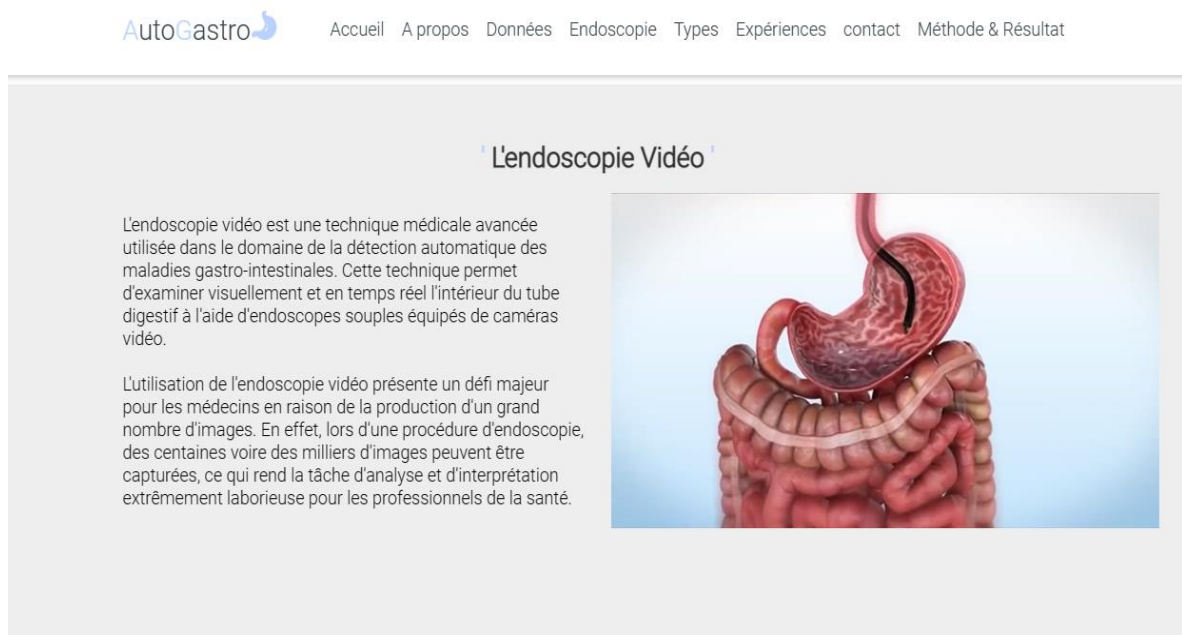 AutoGastro
Accueil A propos Données Endoscopie Types Expériences contact Méthode & Résultat
' L'endoscopie Vidéo '
L'endoscopie vidéo est une technique médicale avancée
utilisée dans le domaine de la détection automatique des
maladies gastro-intestinales. Cette technique permet
d'examiner visuellement et en temps réel l'intérieur du tube
digestif à l'aide d'endoscopes souples équipés de caméras
vidéo.
L'utilisation de l'endoscopie vidéo présente un défi majeur
pour les médecins en raison de la production d'un grand
nombre d'images. En effet, lors d'une procédure d'endoscopie,
des centaines voire des milliers d'images peuvent être
capturées, ce qui rend la tâche d'analyse et d'interprétation
extrêmement laborieuse pour les professionnels de la santé.